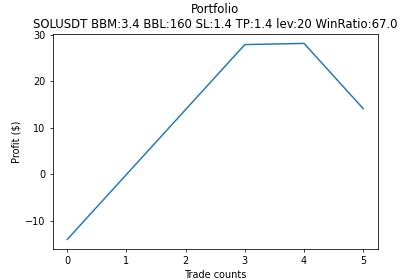 Portfolio
SOLUSDT BBM:3.4 BBL:160 SL:1.4 TP:1.4 lev:20 WinRatio:67.0
30
20
10
0
−10
Profit ($)
0 1 2 3 4 5
Trade counts